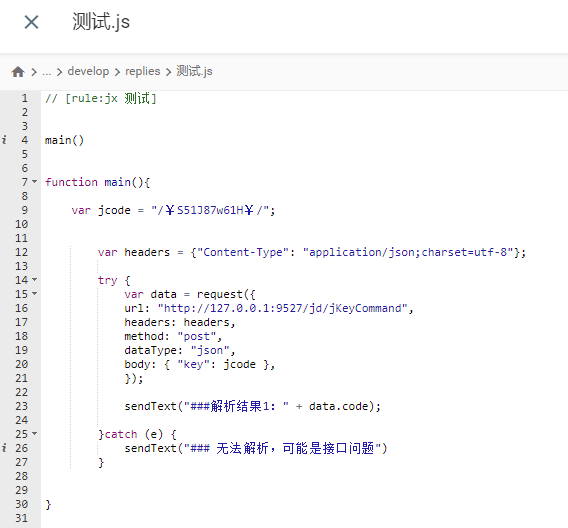 测试.js
... develop replies 测试.js
1 // [rule:jx 测试]
2
3
4 main()
5
6
7 function main(){
8
9 var jcode = "/￥S51J87w61H￥/";
10
11
12 var headers = {"Content-Type": "application/json;charset=utf-8"};
13
14 try {
15 var data = request({
16 url: "http://127.0.0.1:9527/jd/jKeyCommand",
17 headers: headers,
18 method: "post",
19 dataType: "json",
20 body: { "key": jcode },
21 });
22
23 sendText("###解析结果1: " + data.code);
24
25 }catch (e) {
26 sendText("### 无法解析，可能是接口问题")
27 }
28
29
30 }
31